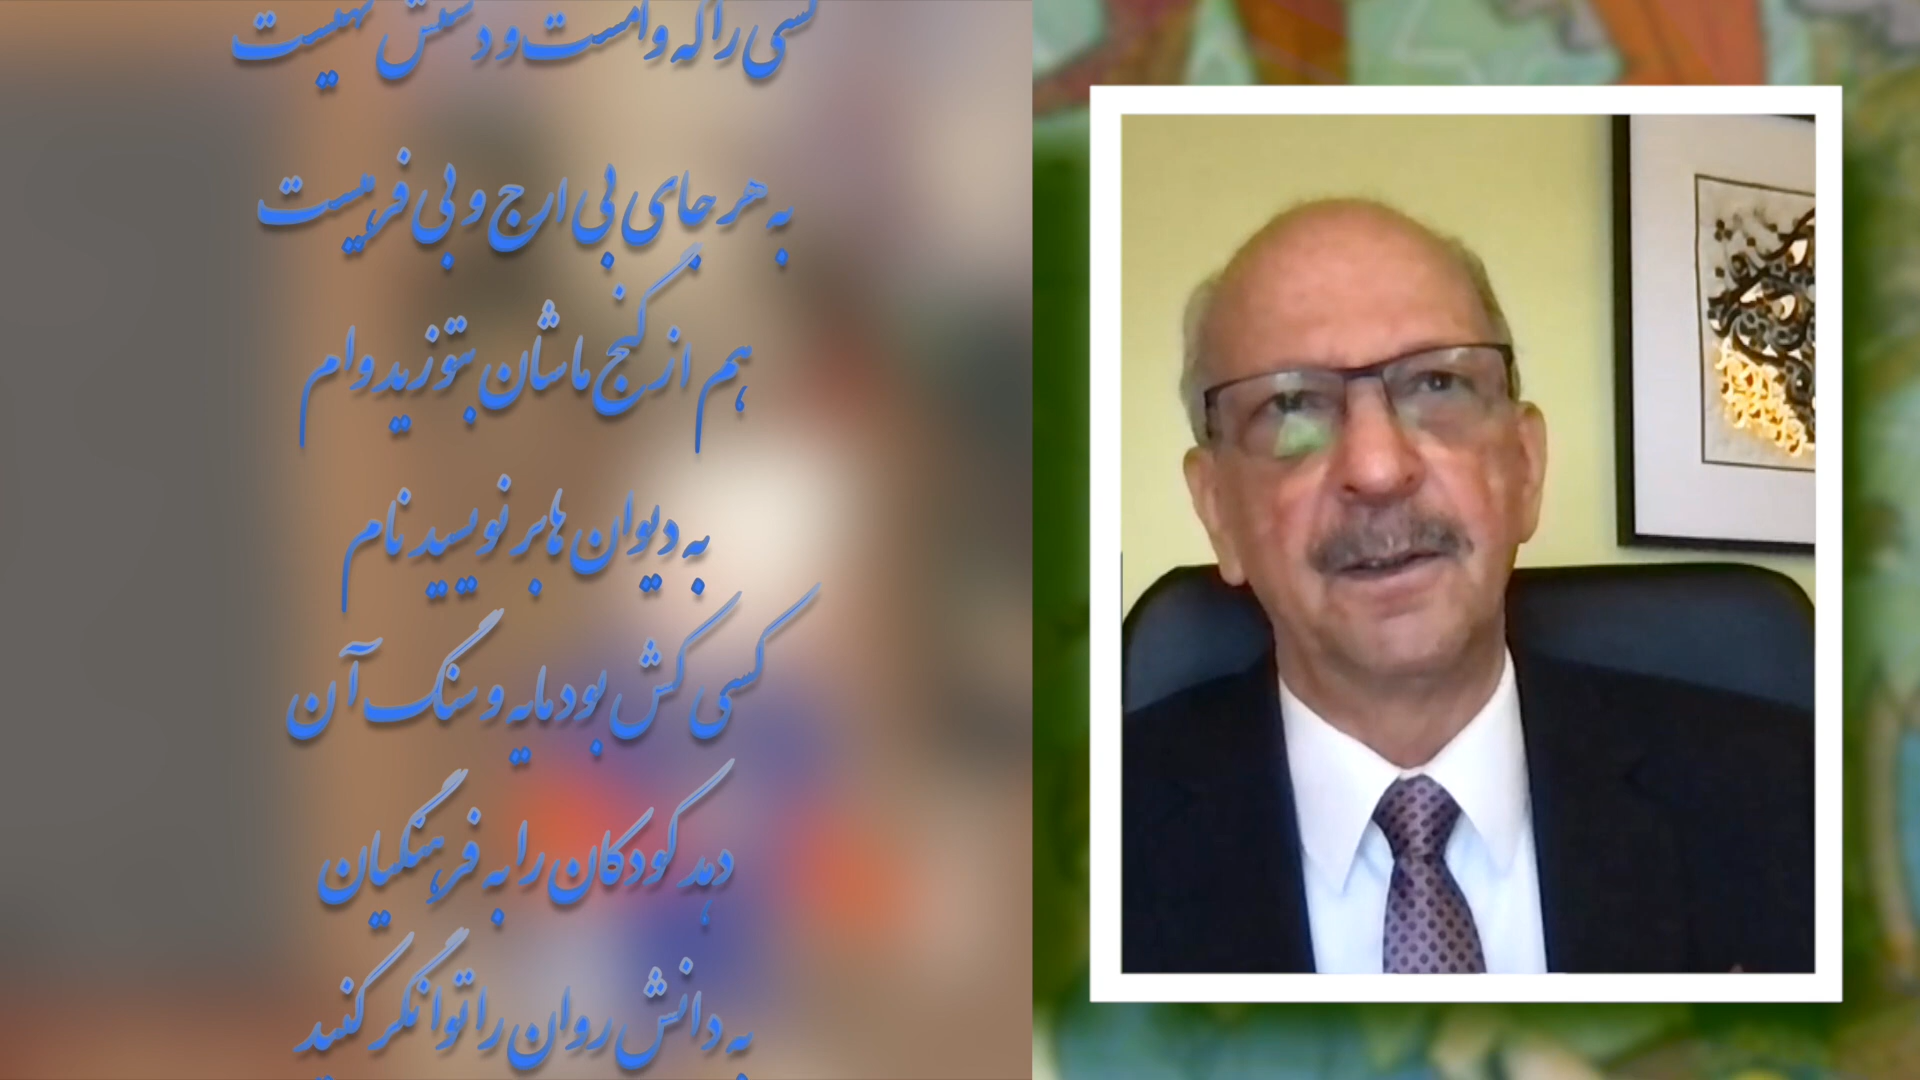 کسی را که وامست و دستش تهیست
به هر جای بی ارج و بی فرهیست
هم از گنج ماشان بتوزید وام
به دیوان ها بر نویسید نام
کسی کش بود مایه و سنگ آن
دهد کودکان را به فرهنگیان
به دانش روان را توانگر کنید